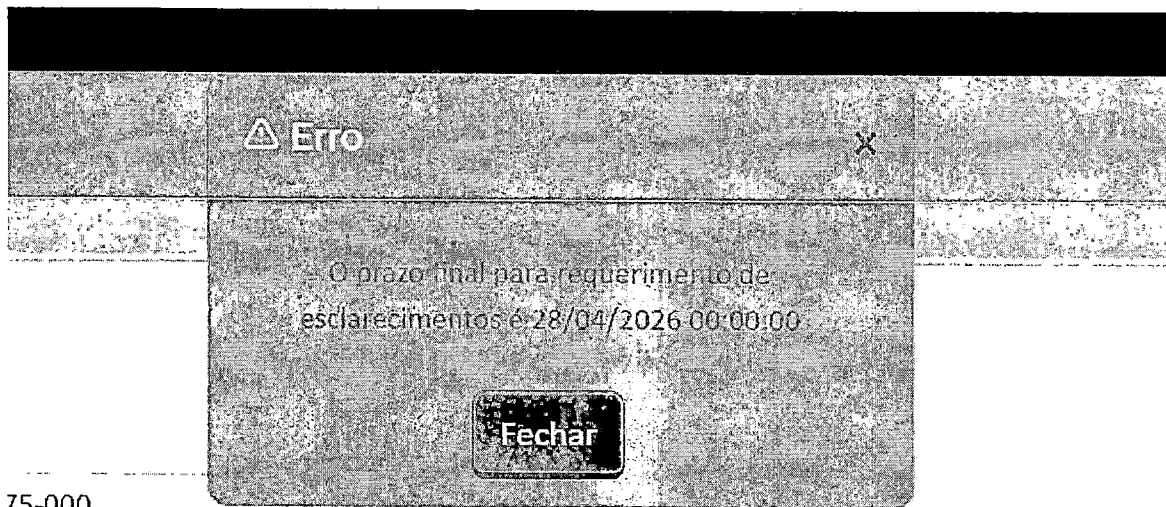 Erro
O prazo final para requerimento de
esclarecimentos é 28/04/2026 00:00:00
Fechar
75-000